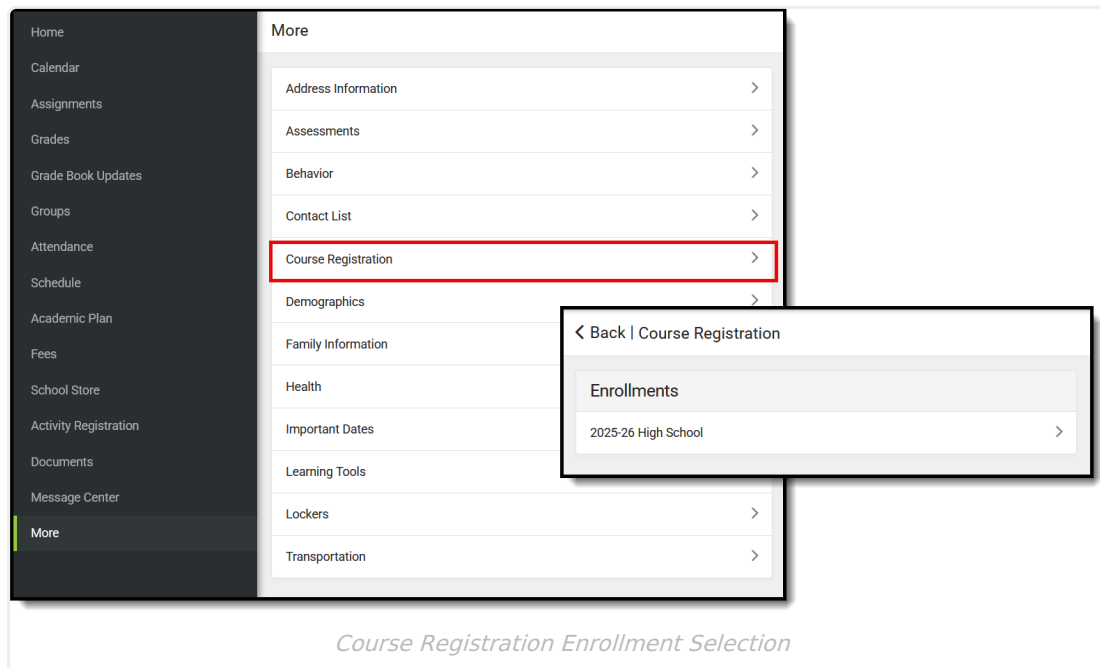 Home
Calendar
Assignments
Grades
Grade Book Updates
Groups
Attendance
Schedule
Academic Plan
Fees
School Store
Activity Registration
Documents
Message Center
More
More
Address Information
Assessments
Behavior
Contact List
Course Registration
Demographics
Family Information
Health
Important Dates
Learning Tools
Lockers
Transportation
Back | Course Registration
Enrollments
2025-26 High School
Course Registration Enrollment Selection